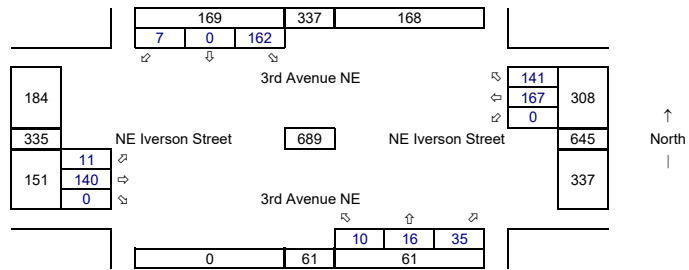 169 337 168
7 0 162
3rd Avenue NE
141
184 167 308
0
335 NE Iverson Street 689 NE Iverson Street 645 North
11
151 140 337
0
3rd Avenue NE
10 16 35
0 61 61